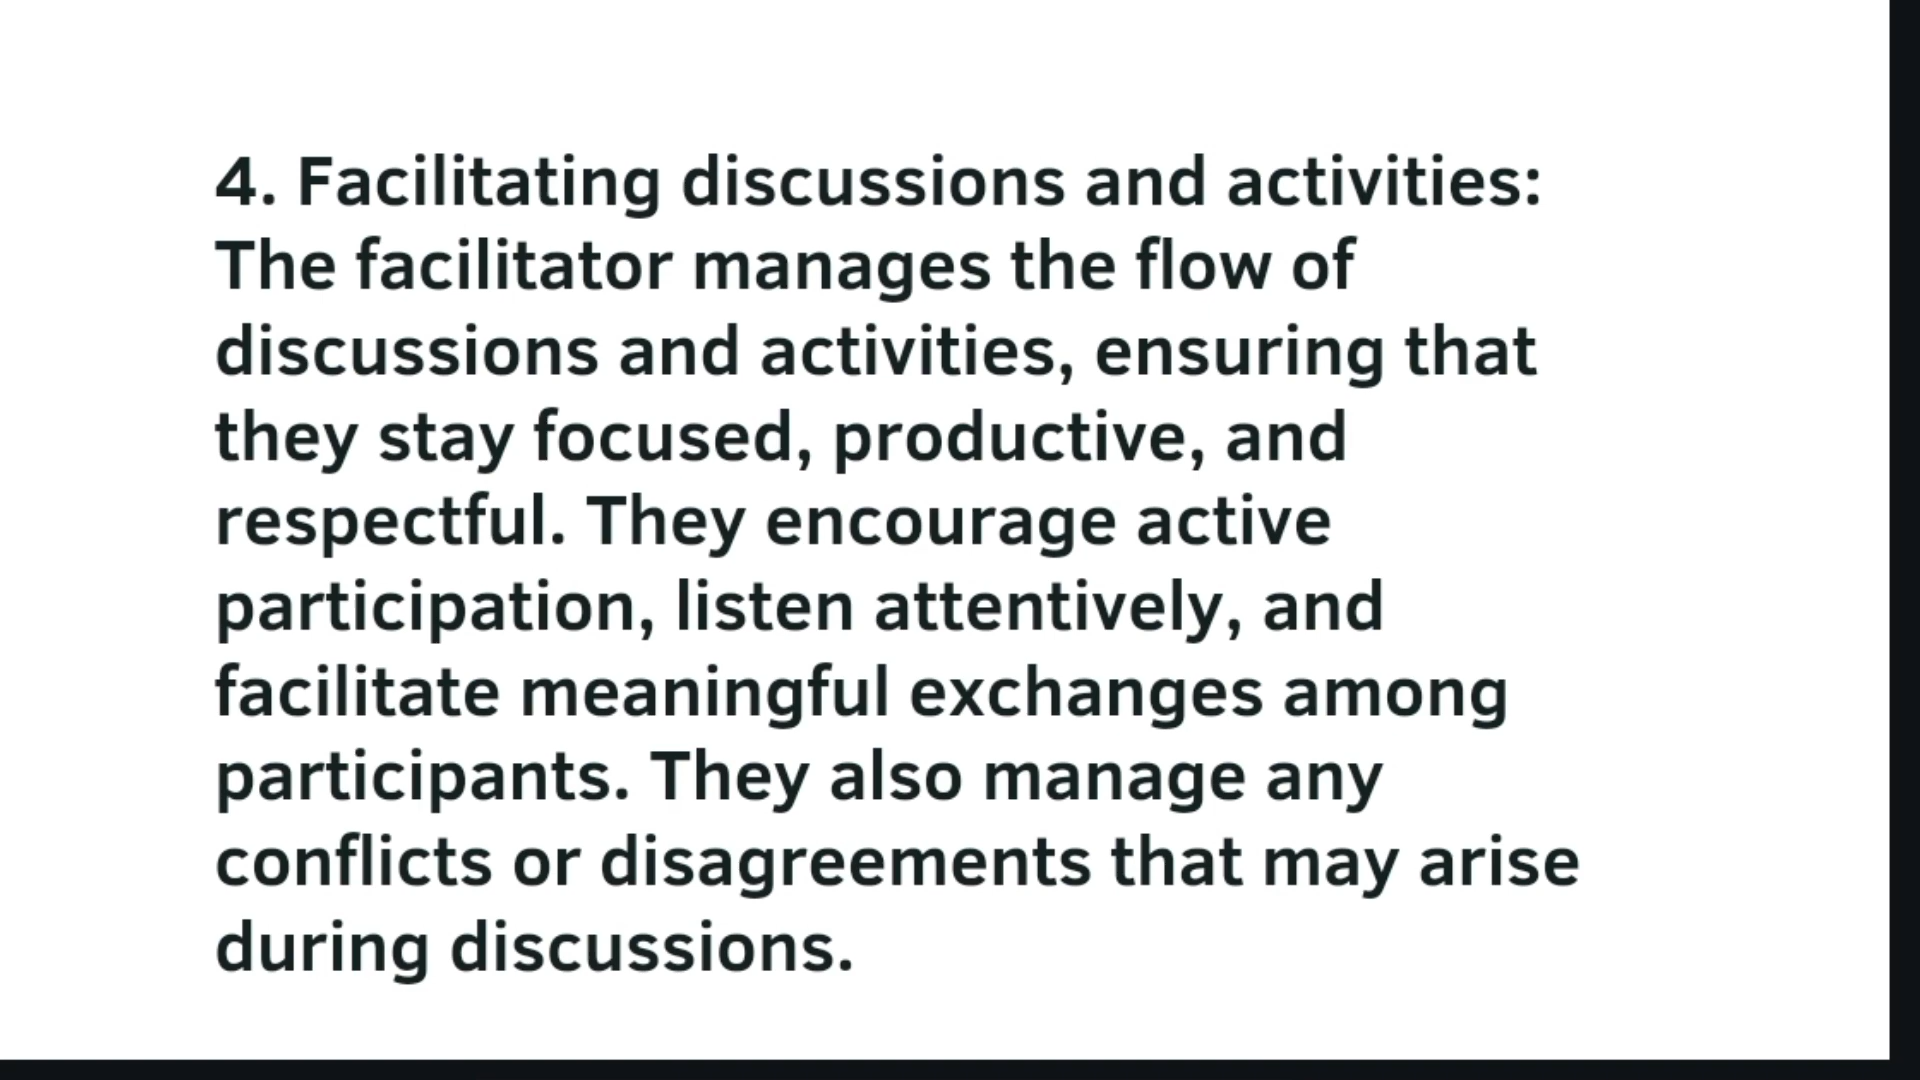 4. Facilitating discussions and activities:
The facilitator manages the flow of
discussions and activities, ensuring that
they stay focused, productive, and
respectful. They encourage active
participation, listen attentively, and
facilitate meaningful exchanges among
participants. They also manage any
conflicts or disagreements that may arise
during discussions.